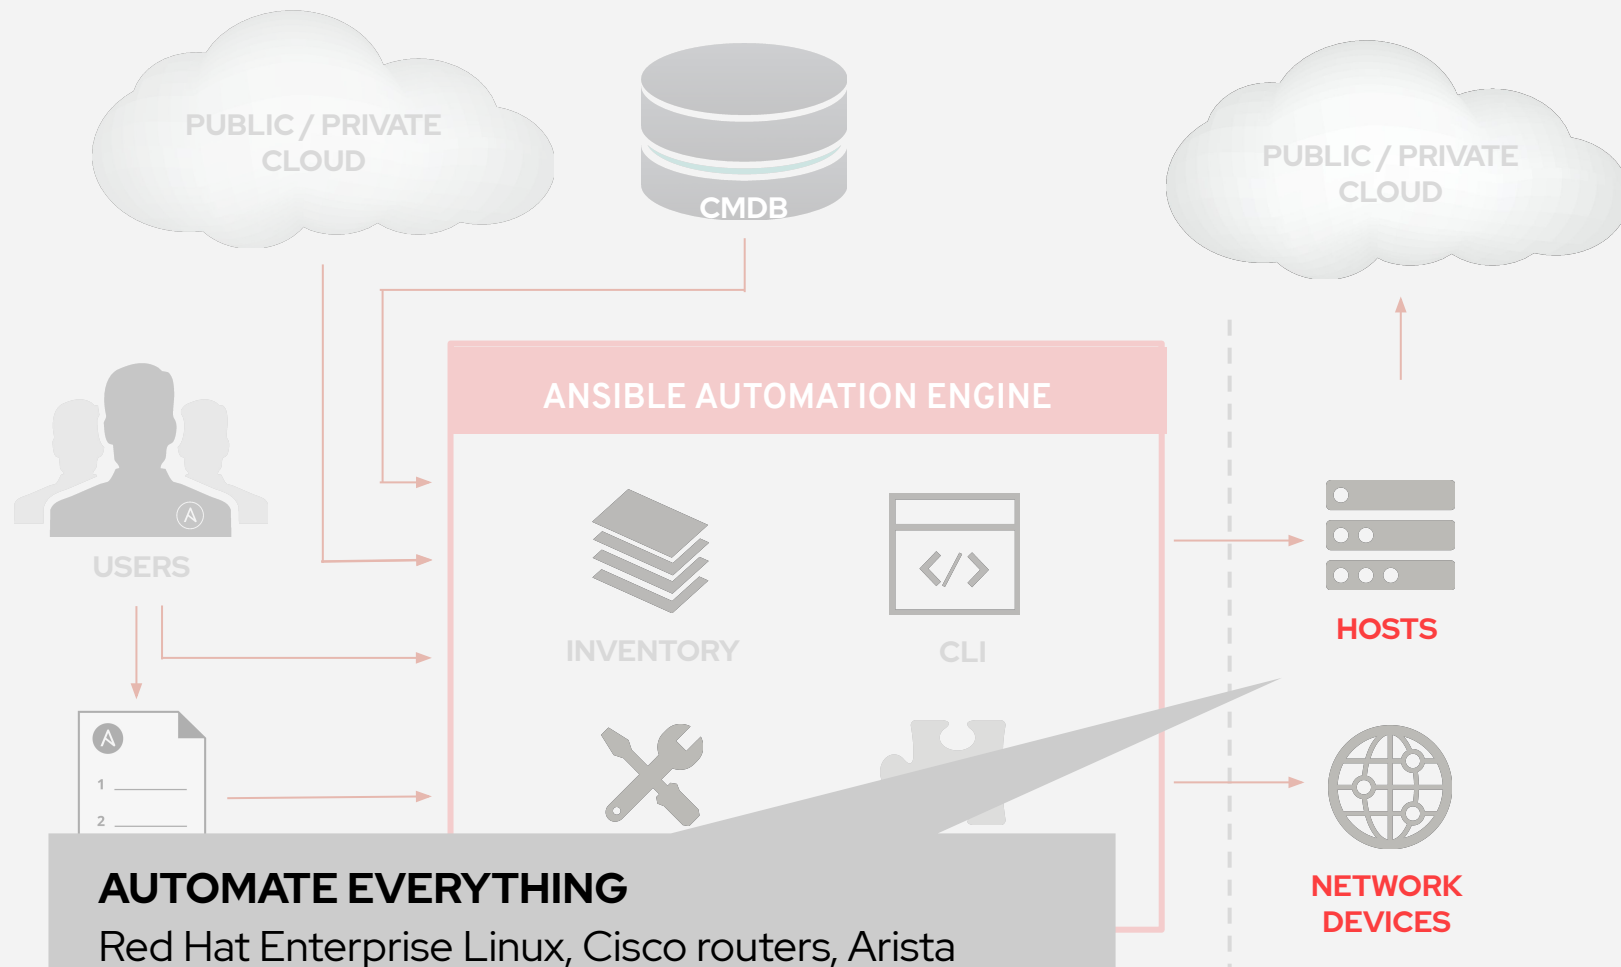 PUBLIC / PRIVATE
CLOUD
CMDB
PUBLIC / PRIVATE
CLOUD
ANSIBLE AUTOMATION ENGINE
USERS
INVENTORY
CLI
HOSTS
1
2
NETWORK
DEVICES
AUTOMATE EVERYTHING
Red Hat Enterprise Linux, Cisco routers, Arista